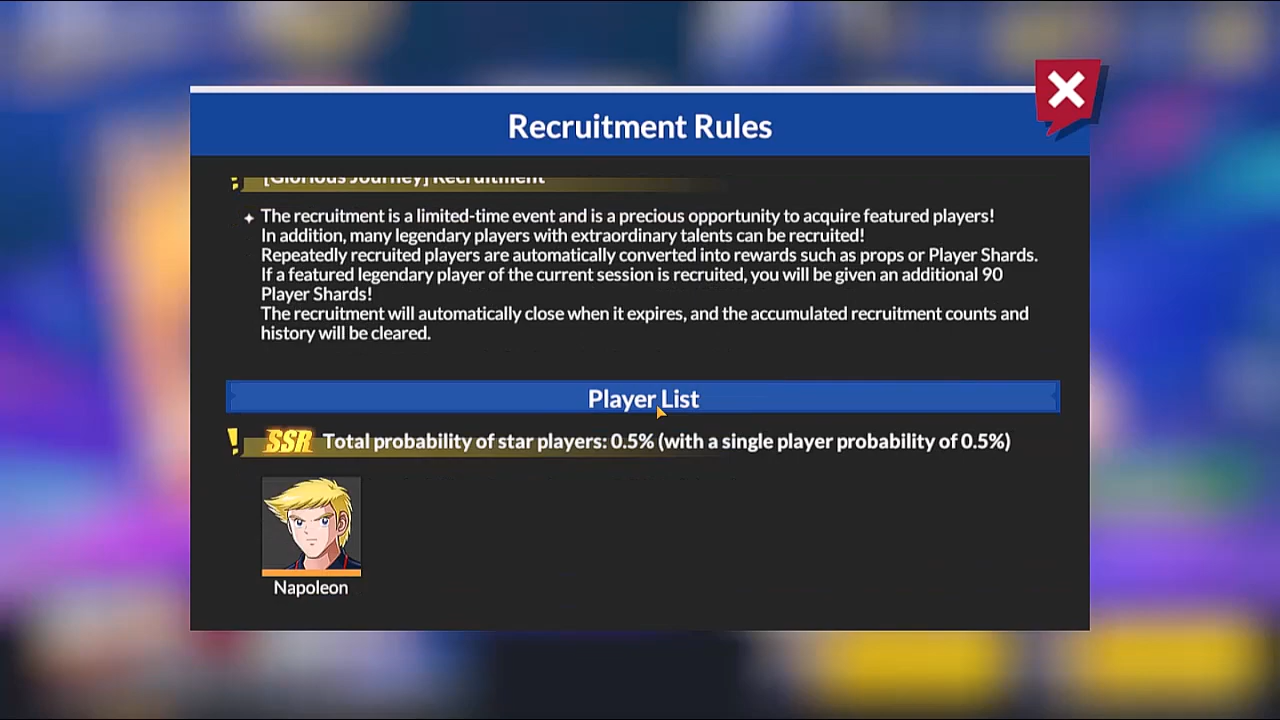 Recruitment Rules
[Glorious Journey] Recruitment
The recruitment is a limited-time event and is a precious opportunity to acquire featured players!
In addition, many legendary players with extraordinary talents can be recruited!
Repeatedly recruited players are automatically converted into rewards such as props or Player Shards.
If a featured legendary player of the current session is recruited, you will be given an additional 90
Player Shards!
The recruitment will automatically close when it expires, and the accumulated recruitment counts and
history will be cleared.
Player List
SSR Total probability of star players: 0.5% (with a single player probability of 0.5%)
Napoleon